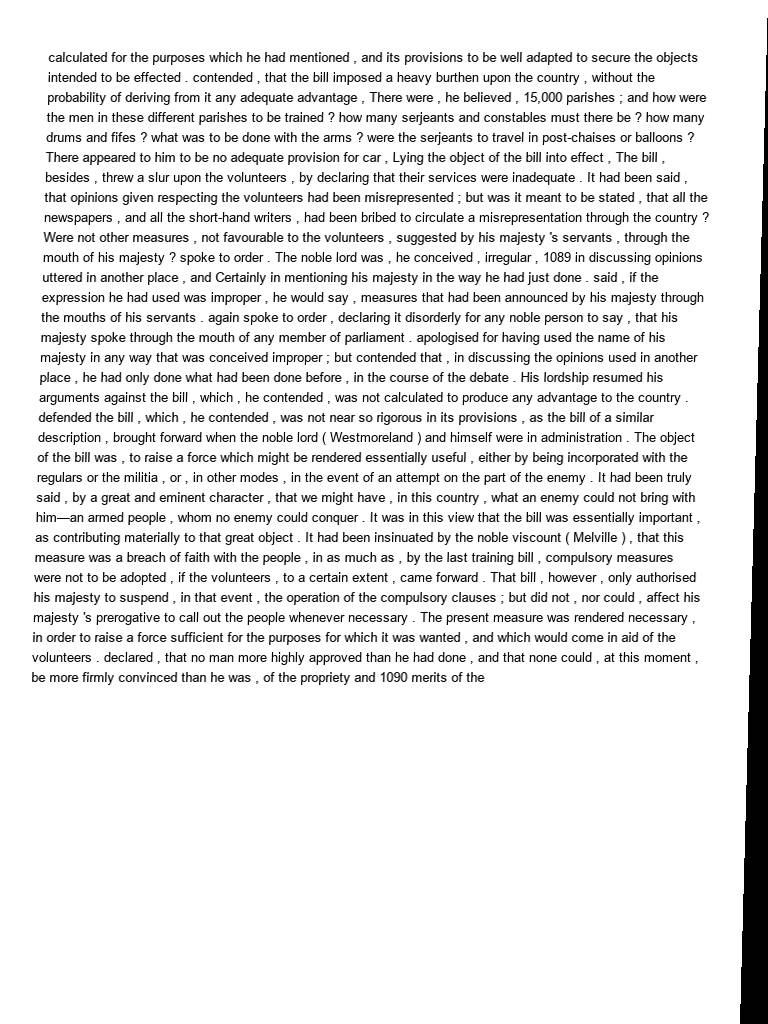 calculated for the purposes which he had mentioned , and its provisions to be well adapted to secure the objects
intended to be effected . contended , that the bill imposed a heavy burthen upon the country , without the
probability of deriving from it any adequate advantage , There were , he believed , 15,000 parishes ; and how were
the men in these different parishes to be trained ? how many serjeants and constables must there be ? how many
drums and fifes ? what was to be done with the arms ? were the serjeants to travel in post-chaises or balloons ?
There appeared to him to be no adequate provision for car , Lying the object of the bill into effect , The bill ,
besides , threw a slur upon the volunteers , by declaring that their services were inadequate . It had been said ,
that opinions given respecting the volunteers had been misrepresented ; but was it meant to be stated , that all the
newspapers , and all the short-hand writers , had been bribed to circulate a misrepresentation through the country ?
Were not other measures , not favourable to the volunteers , suggested by his majesty 's servants , through the
mouth of his majesty ? spoke to order . The noble lord was , he conceived , irregular , 1089 in discussing opinions
uttered in another place , and Certainly in mentioning his majesty in the way he had just done . said , if the
expression he had used was improper , he would say , measures that had been announced by his majesty through
the mouths of his servants . again spoke to order , declaring it disorderly for any noble person to say , that his
majesty spoke through the mouth of any member of parliament . apologised for having used the name of his
majesty in any way that was conceived improper ; but contended that , in discussing the opinions used in another
place , he had only done what had been done before , in the course of the debate . His lordship resumed his
arguments against the bill , which , he contended , was not calculated to produce any advantage to the country .
defended the bill , which , he contended , was not near so rigorous in its provisions , as the bill of a similar
description , brought forward when the noble lord ( Westmoreland ) and himself were in administration . The object
of the bill was , to raise a force which might be rendered essentially useful , either by being incorporated with the
regulars or the militia , or , in other modes , in the event of an attempt on the part of the enemy . It had been truly
said , by a great and eminent character , that we might have , in this country , what an enemy could not bring with
him—an armed people , whom no enemy could conquer . It was in this view that the bill was essentially important ,
as contributing materially to that great object . It had been insinuated by the noble viscount ( Melville ) , that this
measure was a breach of faith with the people , in as much as , by the last training bill , compulsory measures
were not to be adopted , if the volunteers , to a certain extent , came forward . That bill , however , only authorised
his majesty to suspend , in that event , the operation of the compulsory clauses ; but did not , nor could , affect his
majesty 's prerogative to call out the people whenever necessary . The present measure was rendered necessary ,
in order to raise a force sufficient for the purposes for which it was wanted , and which would come in aid of the
volunteers . declared , that no man more highly approved than he had done , and that none could , at this moment ,
be more firmly convinced than he was , of the propriety and 1090 merits of the